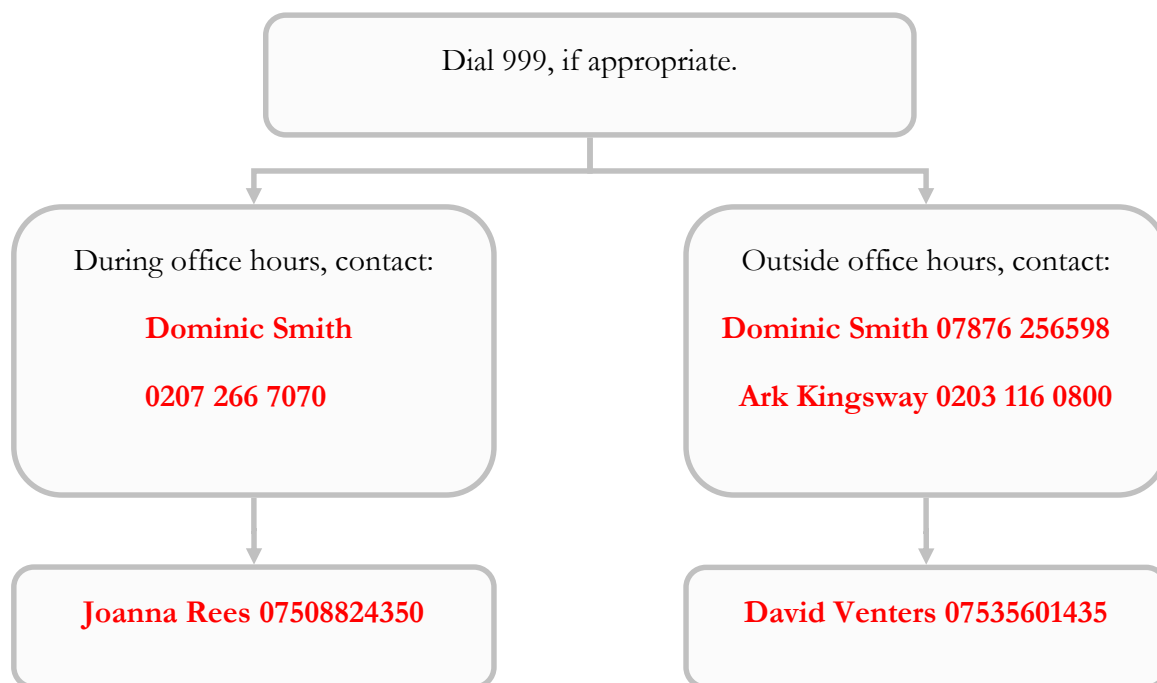 Dial 999, if appropriate.
During office hours, contact:
Dominic Smith
0207 266 7070
Outside office hours, contact:
Dominic Smith 07876 256598
Ark Kingsway 0203 116 0800
Joanna Rees 07508824350
David Venters 07535601435